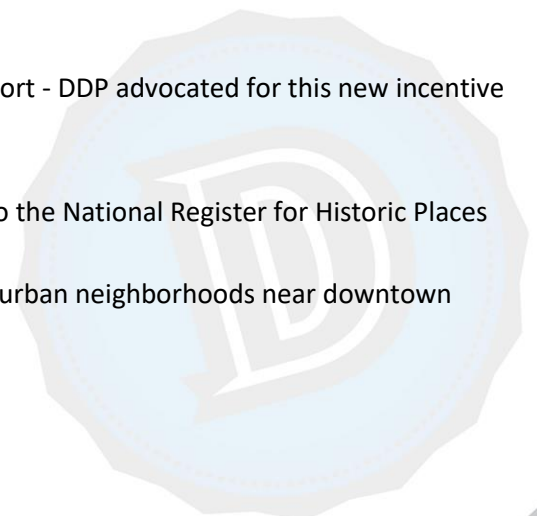 ort - DDP advocated for this new incentive
o the National Register for Historic Places
urban neighborhoods near downtown
D